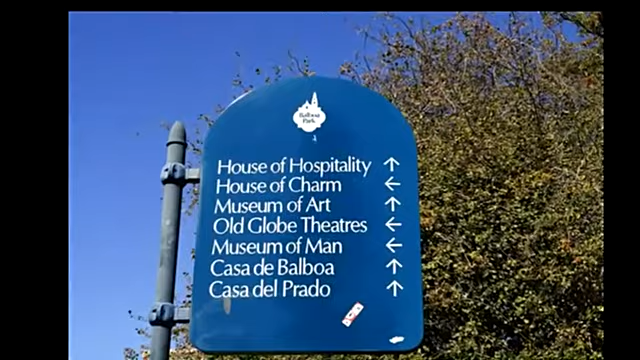 Balboa
Park
House of Hospitality ↑
House of Charm ←
Museum of Art ↑
Old Globe Theatres ←
Museum of Man ←
Casa de Balboa ↑
Casa del Prado ↑